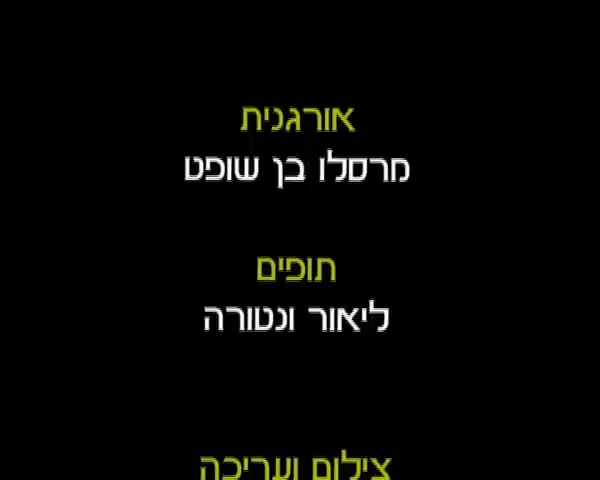 אורגנית
מרסלו בן שופט
תופים
ליאור ונטורה
צילום ועריכה